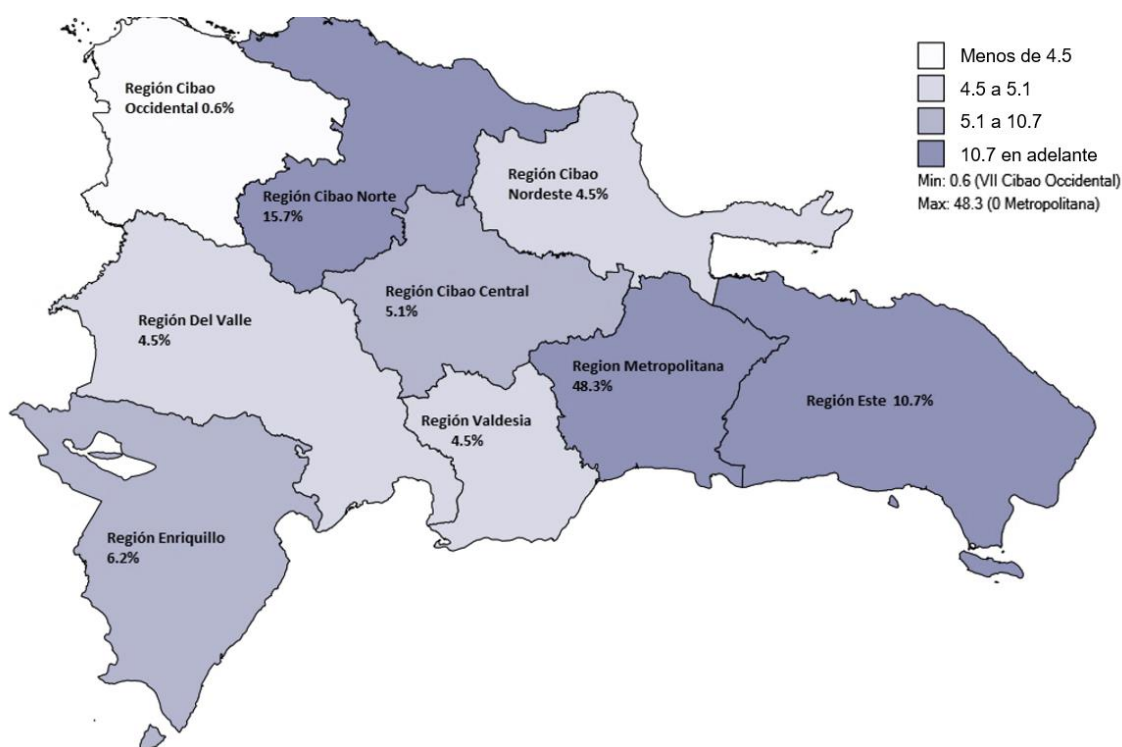 Menos de 4.5
4.5 a 5.1
5.1 a 10.7
10.7 en adelante
Min: 0.6 (VII Cibao Occidental)
Max: 48.3 (0 Metropolitana)
Región Cibao
Occidental 0.6%
Región Cibao
Nordeste 4.5%
Región Cibao Norte
15.7%
Región Cibao Central
5.1%
Región Del Valle
4.5%
Region Metropolitana
48.3%
Región Este 10.7%
Región Valdesia
4.5%
Región Enriquillo
6.2%